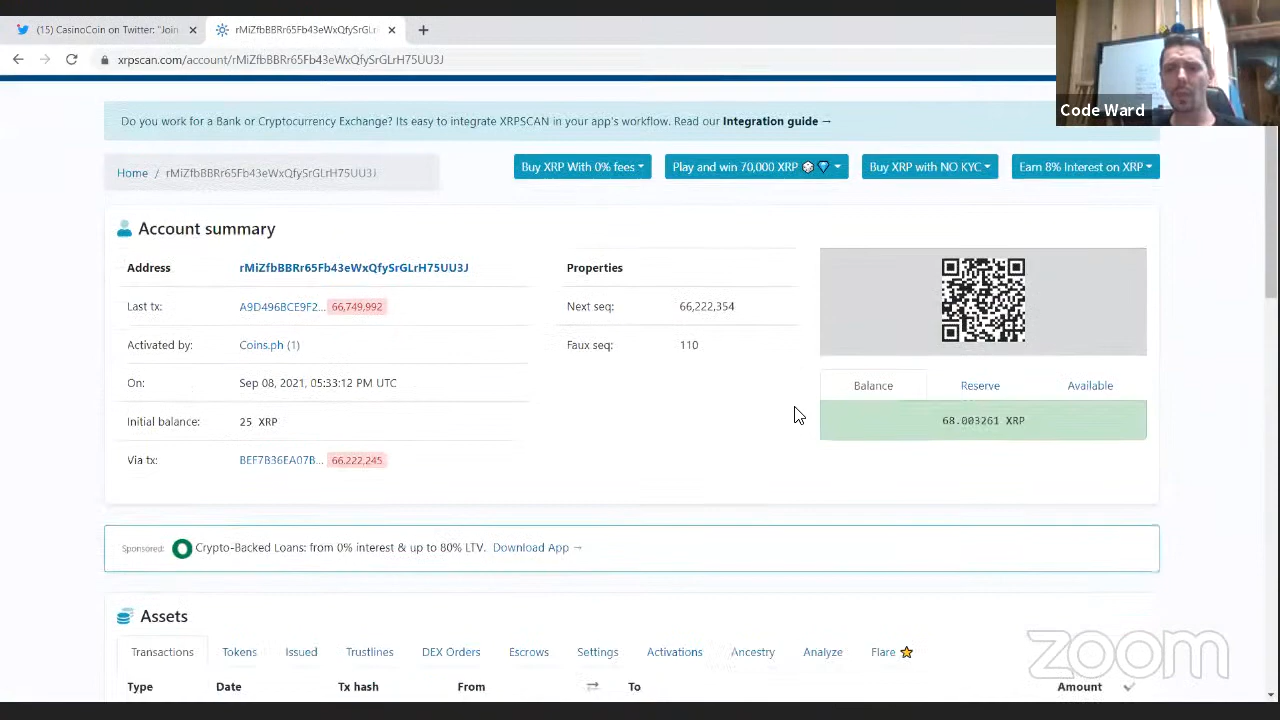 (15) CasinoCoin on Twitter: "Join
rMiZfbBBRr65Fb43eWxQfySrGLrH
xrpscan.com/account/rMiZfbBBRr65Fb43eWxQfySrGLrH75UU3J
Code Ward
Do you work for a Bank or Cryptocurrency Exchange? Its easy to integrate XRPSCAN in your app's workflow. Read our Integration guide →
Home / rMiZfbBBRr65Fb43eWxQfySrGLrH75UU3J
Buy XRP With 0% fees
Play and win 70,000 XRP 🎲 💎
Buy XRP with NO KYC
Earn 8% Interest on XRP
Account summary
Address rMiZfbBBRr65Fb43eWxQfySrGLrH75UU3J
Last tx: A9D496BCE9F2... 66,749,992
Activated by: Coins.ph (1)
On: Sep 08, 2021, 05:33:12 PM UTC
Initial balance: 25 XRP
Via tx: BEF7B36EA07B... 66,222,245
Properties
Next seq: 66,222,354
Faux seq: 110
Balance Reserve Available
68.003261 XRP
Sponsored: Crypto-Backed Loans: from 0% interest & up to 80% LTV. Download App →
Assets
Transactions Tokens Issued Trustlines DEX Orders Escrows Settings Activations Ancestry Analyze Flare ⭐
Type Date Tx hash From ⇄ To Amount ✓
zoom